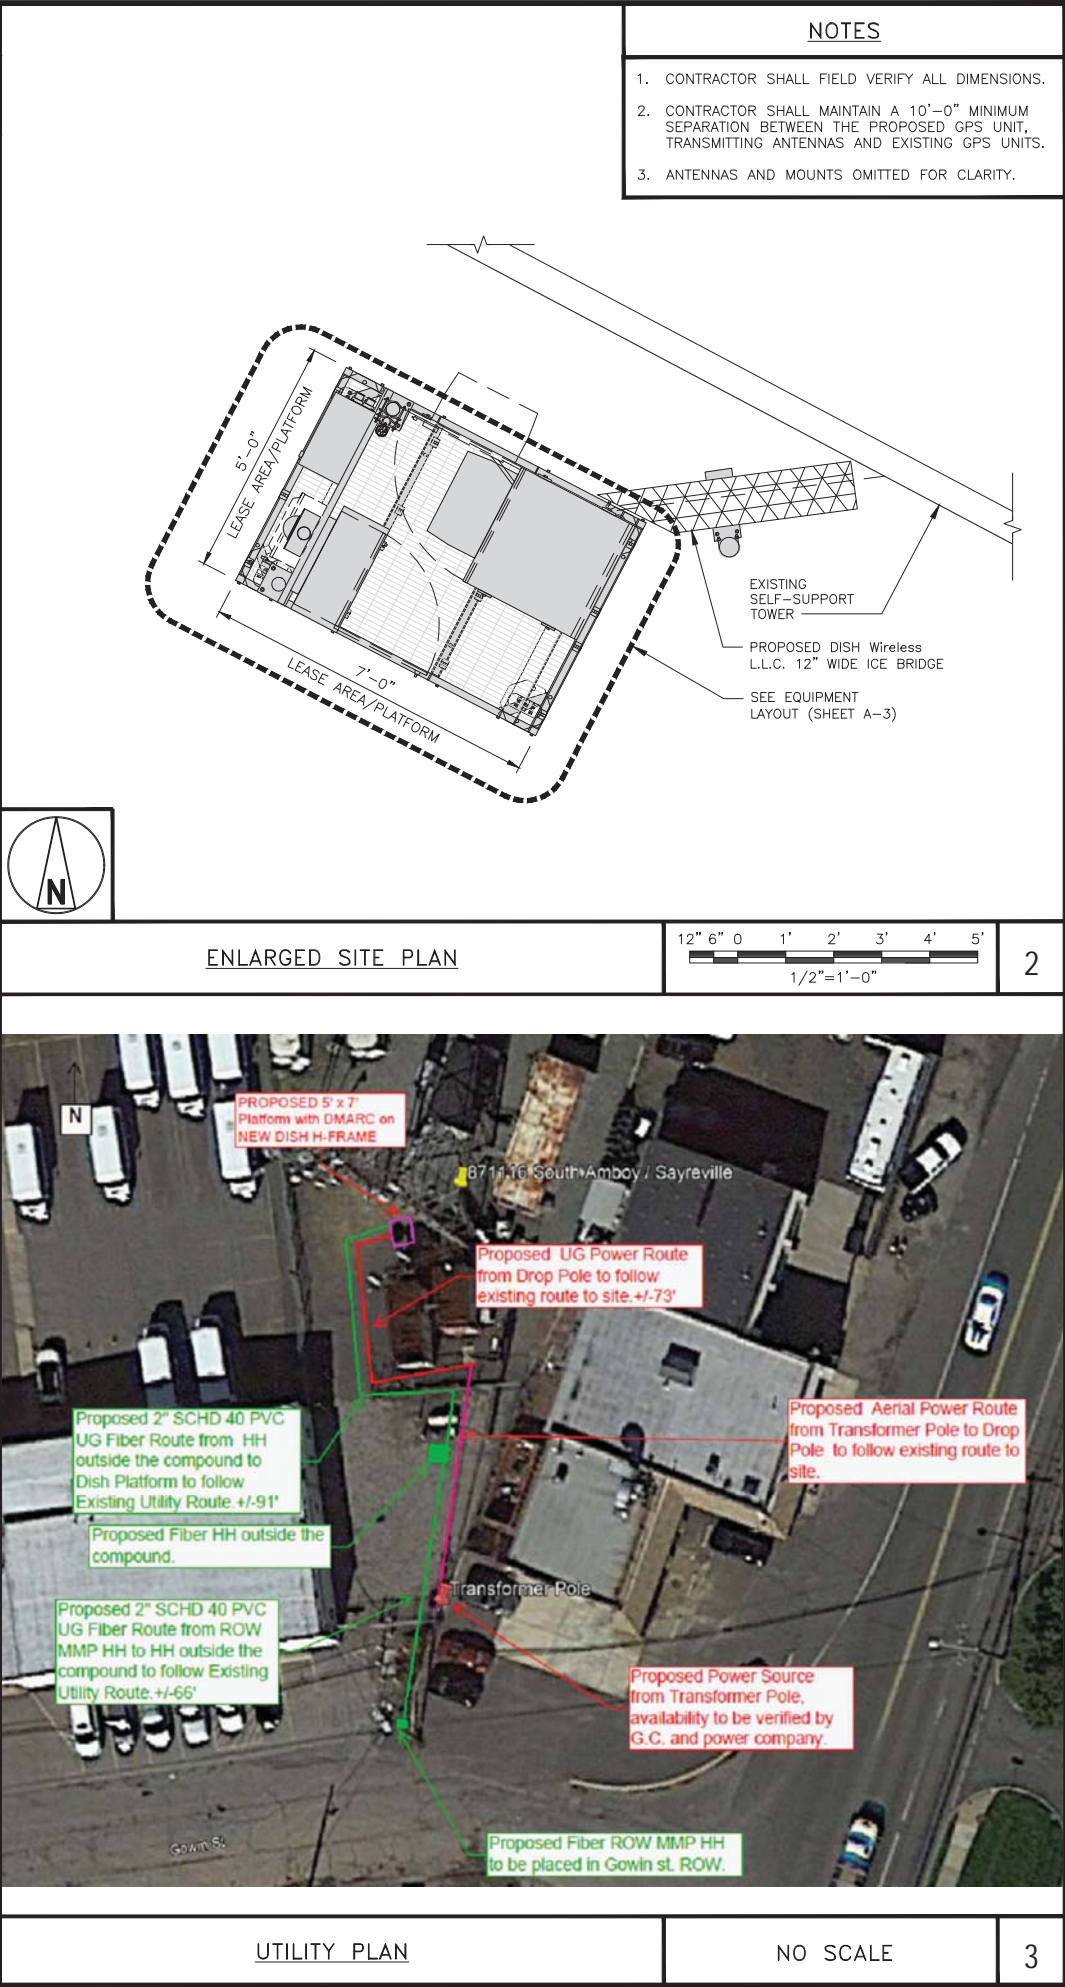 NOTES
1. CONTRACTOR SHALL FIELD VERIFY ALL DIMENSIONS.
2. CONTRACTOR SHALL MAINTAIN A 10'-0" MINIMUM
SEPARATION BETWEEN THE PROPOSED GPS UNIT,
TRANSMITTING ANTENNAS AND EXISTING GPS UNITS.
3. ANTENNAS AND MOUNTS OMITTED FOR CLARITY.
5'-0"
LEASE AREA/PLATFORM
7'-0"
LEASE AREA/PLATFORM
EXISTING
SELF-SUPPORT
TOWER
PROPOSED DISH Wireless
L.L.C. 12" WIDE ICE BRIDGE
SEE EQUIPMENT
LAYOUT (SHEET A-3)
N
ENLARGED SITE PLAN
12" 6" 0 1' 2' 3' 4' 5'
1/2"=1'-0"
2
N
PROPOSED 5' x 7'
Platform with DMARC on
NEW DISH H-FRAME
871116 South Amboy / Sayreville
Proposed UG Power Route
from Drop Pole to follow
existing route to site.+/-73'
Proposed 2" SCHD 40 PVC
UG Fiber Route from HH
outside the compound to
Dish Platform to follow
Existing Utility Route.+/-91'
Proposed Aerial Power Route
from Transformer Pole to Drop
Pole to follow existing route to
site.
Proposed Fiber HH outside the
compound.
Transformer Pole
Proposed 2" SCHD 40 PVC
UG Fiber Route from ROW
MMP HH to HH outside the
compound to follow Existing
Utility Route.+/-66'
Proposed Power Source
from Transformer Pole,
availability to be verified by
G.C. and power company.
Gowin St
Proposed Fiber ROW MMP HH
to be placed in Gowin st. ROW.
UTILITY PLAN
NO SCALE
3